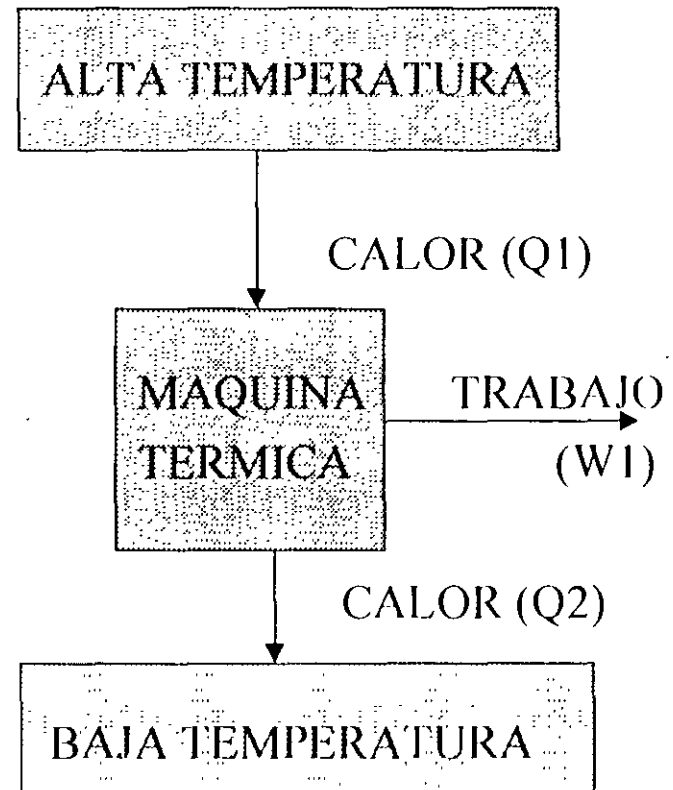 ALTA TEMPERATURA
CALOR (Q1)
MAQUINA
TERMICA
TRABAJO
(W1)
CALOR (Q2)
BAJA TEMPERATURA